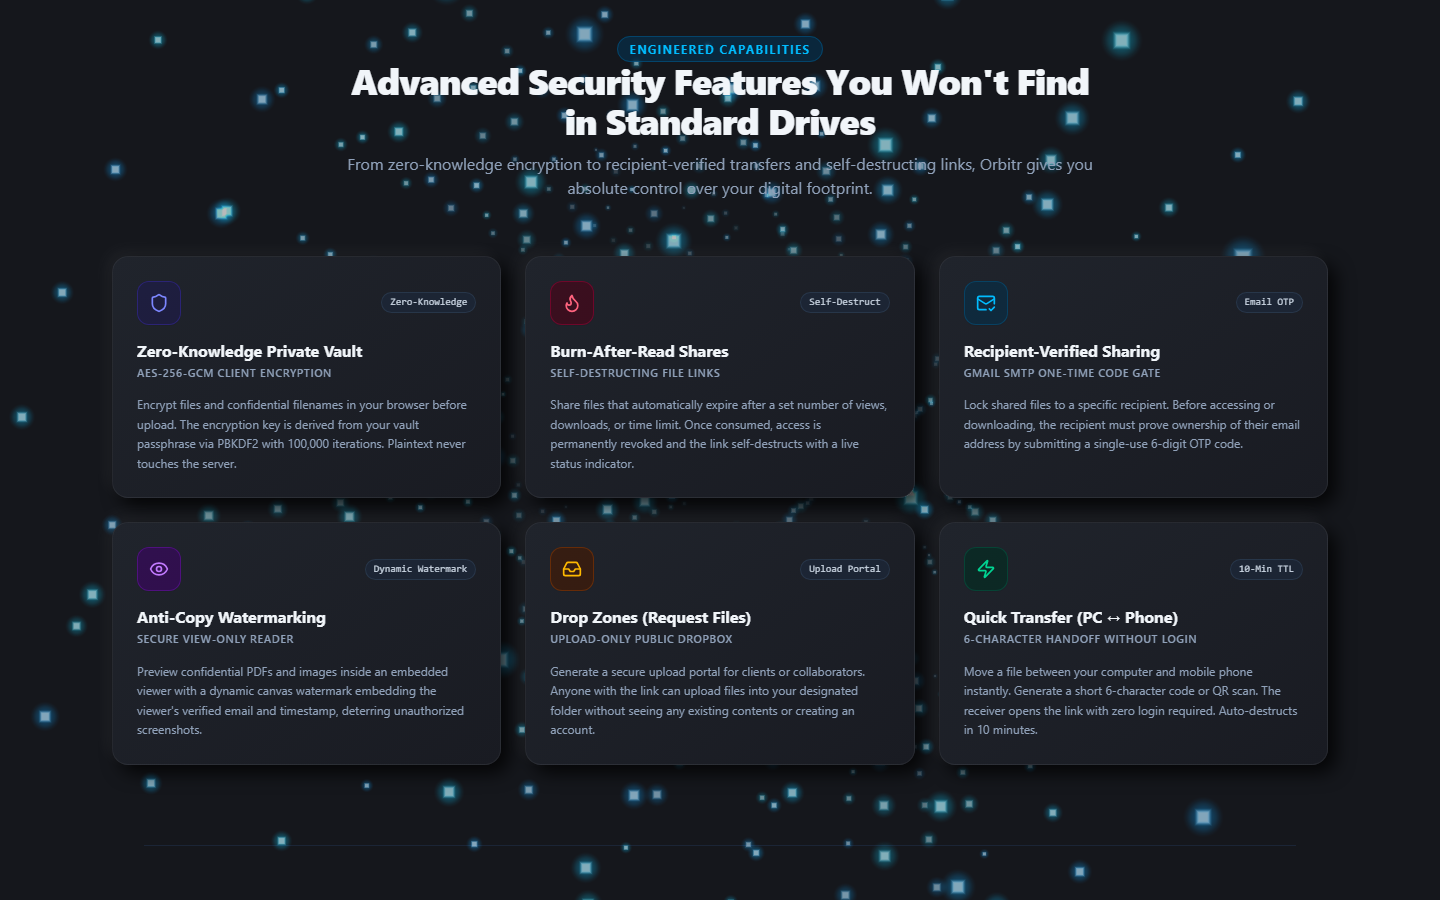 ENGINEERED CAPABILITIES
Advanced Security Features You Won't Find
in Standard Drives
From zero-knowledge encryption to recipient-verified transfers and self-destructing links, Orbitr gives you
absolute control over your digital footprint.
Zero-Knowledge
Zero-Knowledge Private Vault
AES-256-GCM CLIENT ENCRYPTION
Encrypt files and confidential filenames in your browser before
upload. The encryption key is derived from your vault
passphrase via PBKDF2 with 100,000 iterations. Plaintext never
touches the server.
Self-Destruct
Burn-After-Read Shares
SELF-DESTRUCTING FILE LINKS
Share files that automatically expire after a set number of views,
downloads, or time limit. Once consumed, access is
permanently revoked and the link self-destructs with a live
status indicator.
Email OTP
Recipient-Verified Sharing
GMAIL SMTP ONE-TIME CODE GATE
Lock shared files to a specific recipient. Before accessing or
downloading, the recipient must prove ownership of their email
address by submitting a single-use 6-digit OTP code.
Dynamic Watermark
Anti-Copy Watermarking
SECURE VIEW-ONLY READER
Preview confidential PDFs and images inside an embedded
viewer with a dynamic canvas watermark embedding the
viewer's verified email and timestamp, deterring unauthorized
screenshots.
Upload Portal
Drop Zones (Request Files)
UPLOAD-ONLY PUBLIC DROPBOX
Generate a secure upload portal for clients or collaborators.
Anyone with the link can upload files into your designated
folder without seeing any existing contents or creating an
account.
10-Min TTL
Quick Transfer (PC ↔ Phone)
6-CHARACTER HANDOFF WITHOUT LOGIN
Move a file between your computer and mobile phone
instantly. Generate a short 6-character code or QR scan. The
receiver opens the link with zero login required. Auto-destructs
in 10 minutes.